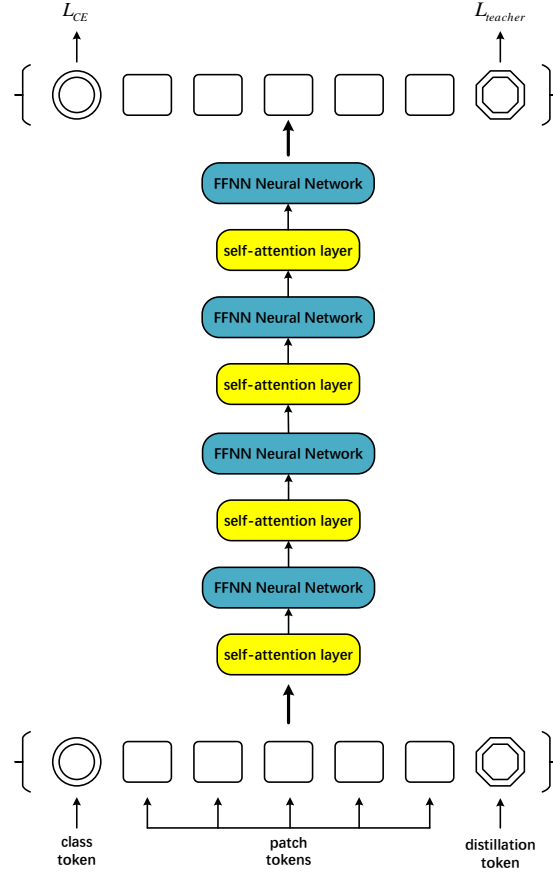 L_CE L_teacher
FFNN Neural Network
self-attention layer
FFNN Neural Network
self-attention layer
FFNN Neural Network
self-attention layer
FFNN Neural Network
self-attention layer
class
token
patch
tokens
distillation
token